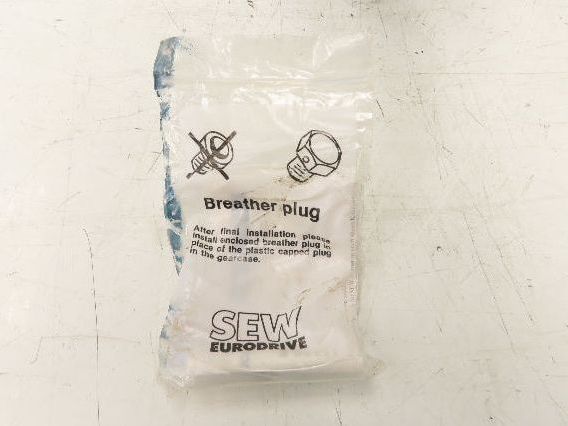 Breather plug
After final installation please
install enclosed breather plug in
place of the plastic capped plug
in the gearcase.
SEW
EURODRIVE